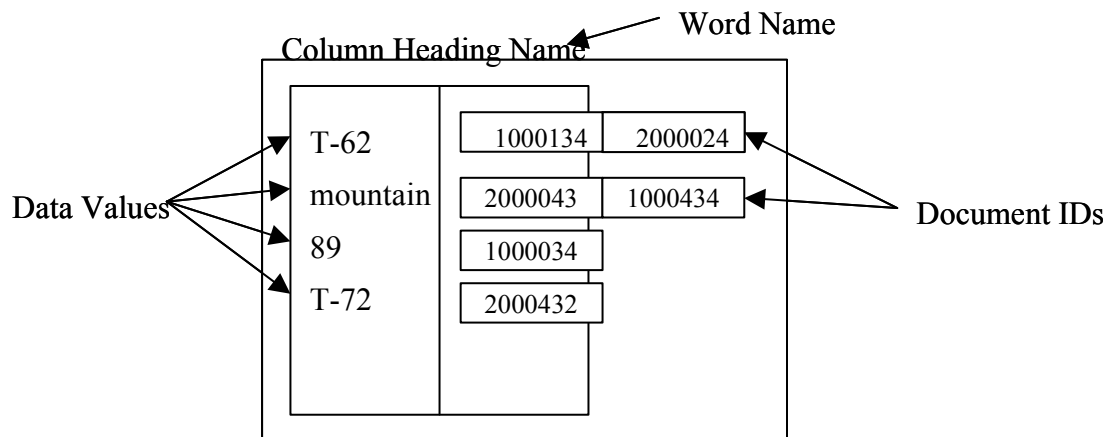 Word Name
Column Heading Name
T-62 1000134 2000024
mountain 2000043 1000434
Data Values
Document IDs
89 1000034
T-72 2000432